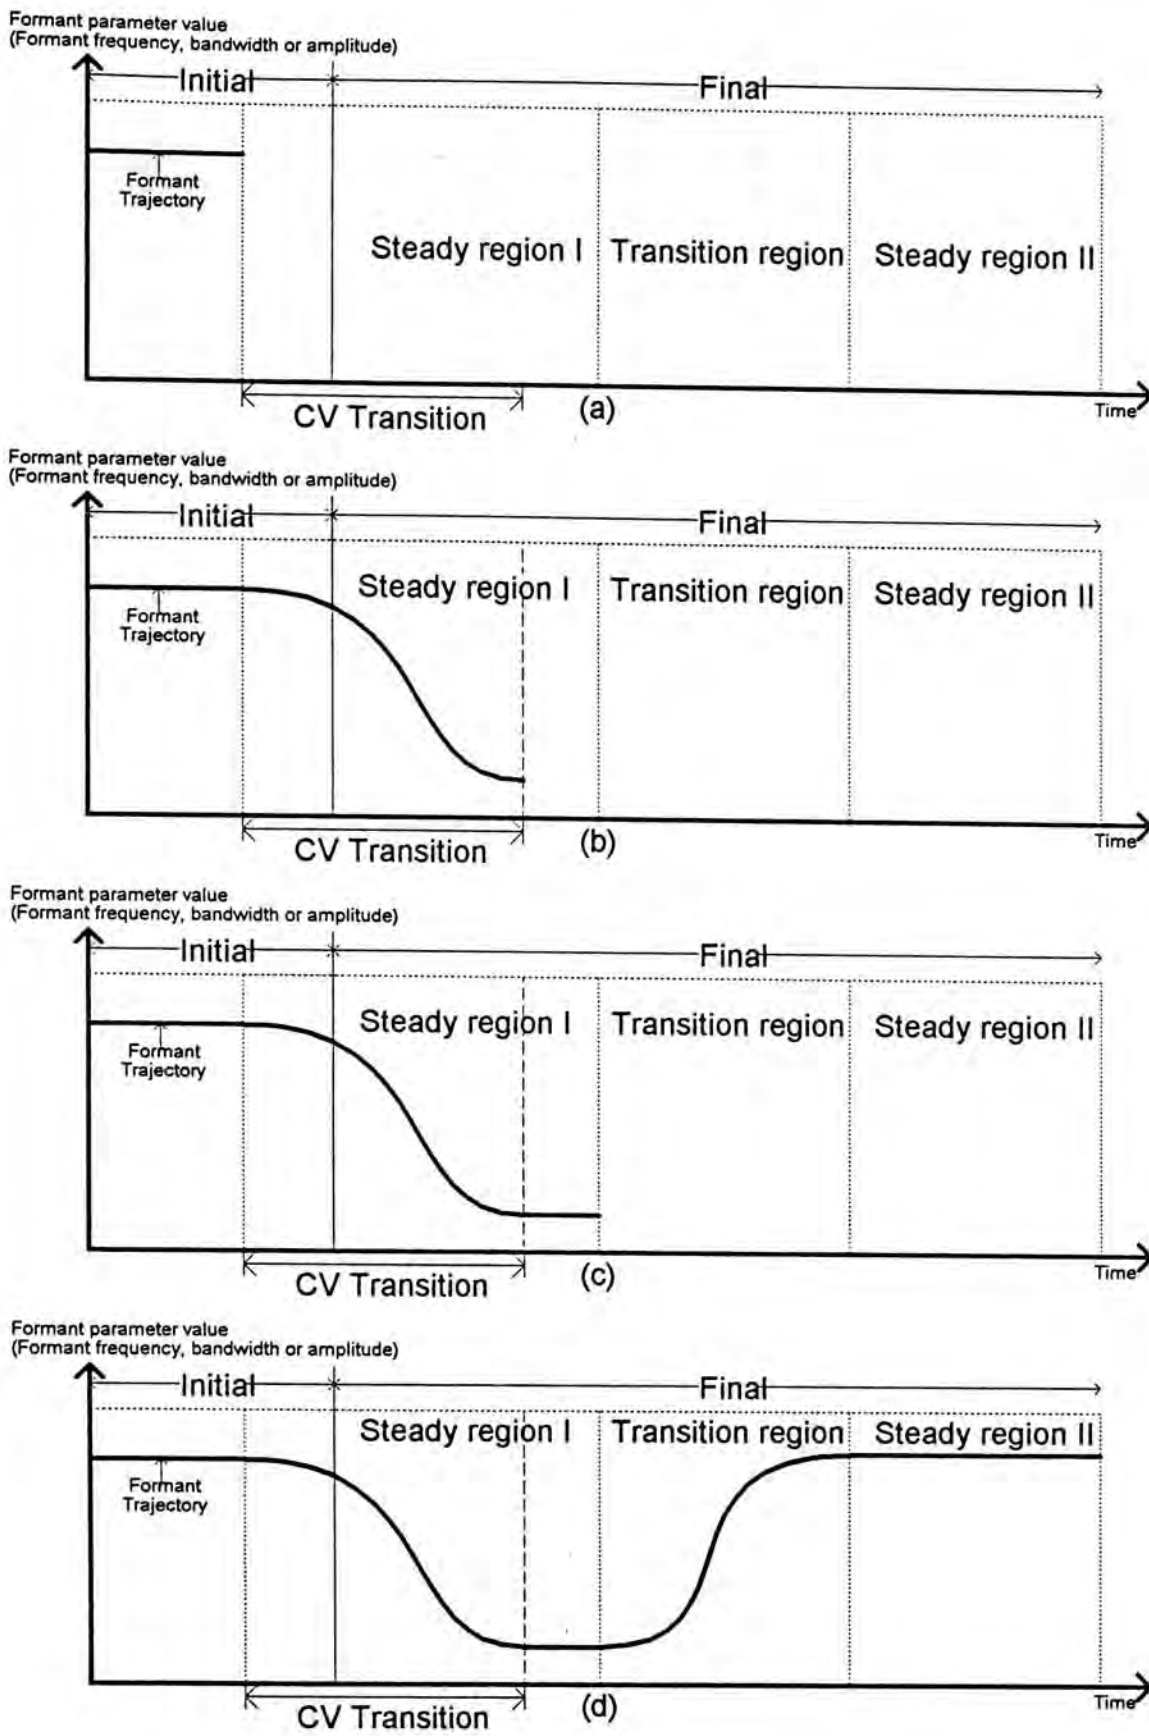 Formant parameter value
(Formant frequency, bandwidth or amplitude)
Initial
Final
Formant
Trajectory
Steady region I
Transition region
Steady region II
CV Transition
(a)
Time
Formant parameter value
(Formant frequency, bandwidth or amplitude)
Initial
Final
Steady region I
Transition region
Steady region II
Formant
Trajectory
CV Transition
(b)
Time
Formant parameter value
(Formant frequency, bandwidth or amplitude)
Initial
Final
Steady region I
Transition region
Steady region II
Formant
Trajectory
CV Transition
(c)
Time
Formant parameter value
(Formant frequency, bandwidth or amplitude)
Initial
Final
Steady region I
Transition region
Steady region II
Formant
Trajectory
CV Transition
(d)
Time